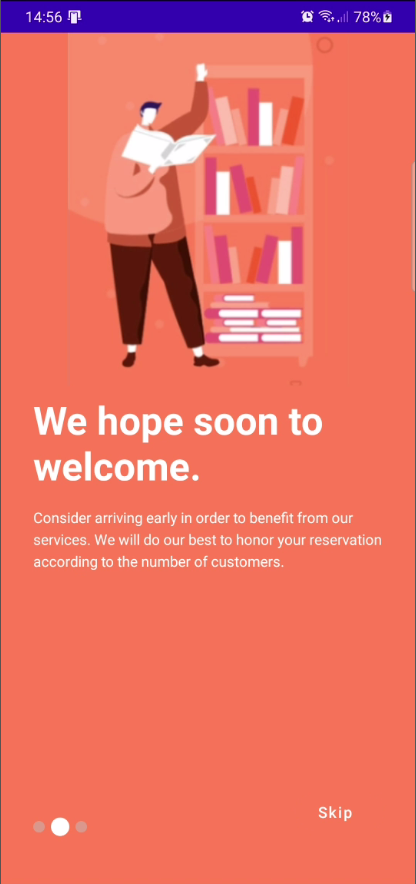 14:56
78%
We hope soon to
welcome.
Consider arriving early in order to benefit from our
services. We will do our best to honor your reservation
according to the number of customers.
Skip